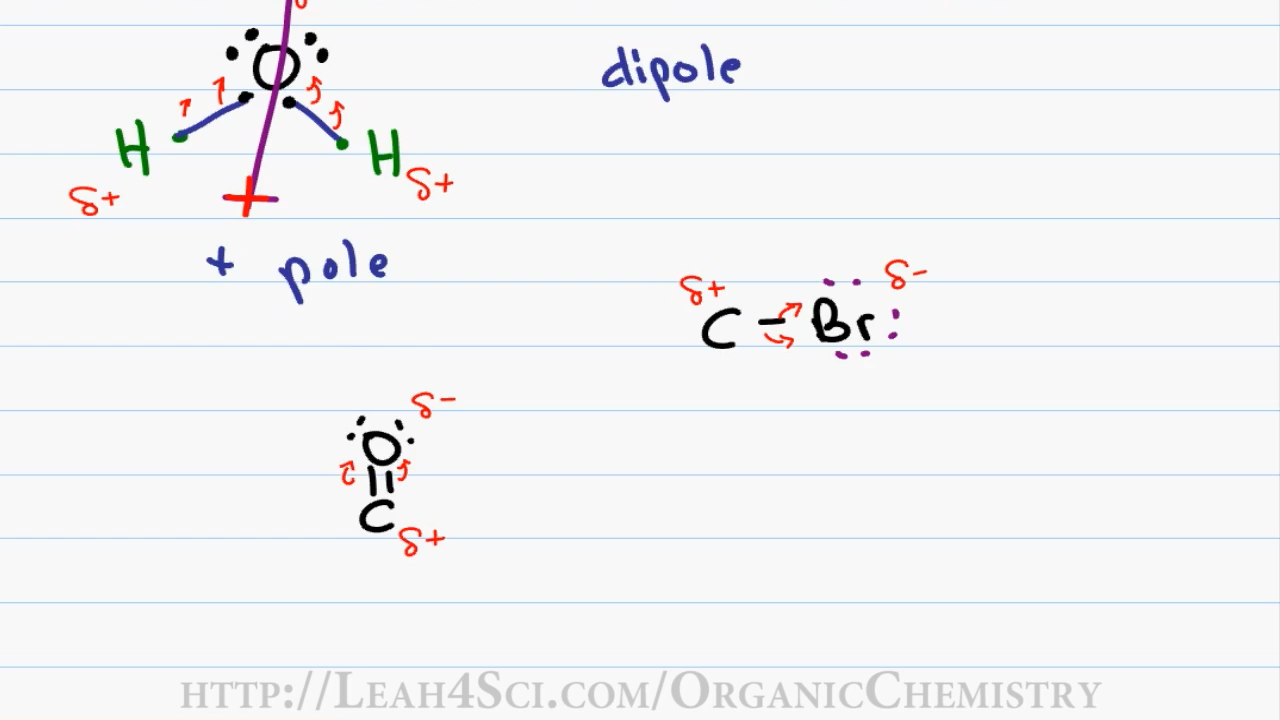 O
dipole
H H
δ+ δ+
+ pole
δ+ δ-
C - Br
δ-
O
C
δ+
HTTP://LEAH4SCI.COM/ORGANICCHEMISTRY